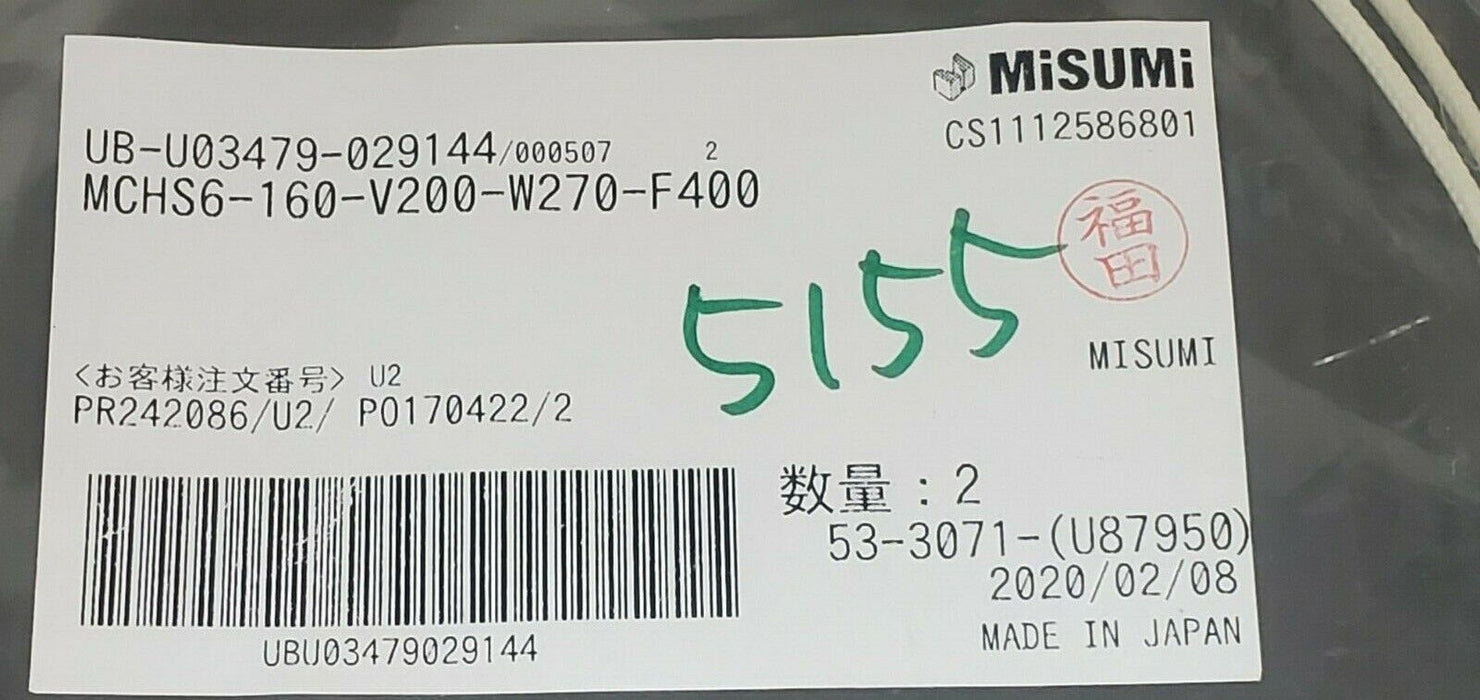 MiSUMi
CS1112586801
UB-U03479-029144/000507 2
MCHS6-160-V200-W270-F400
福田
5155
MISUMI
<お客様注文番号> U2
PR242086/U2/ PO170422/2
数量:2
53-3071-(U87950)
2020/02/08
MADE IN JAPAN
UBU03479029144